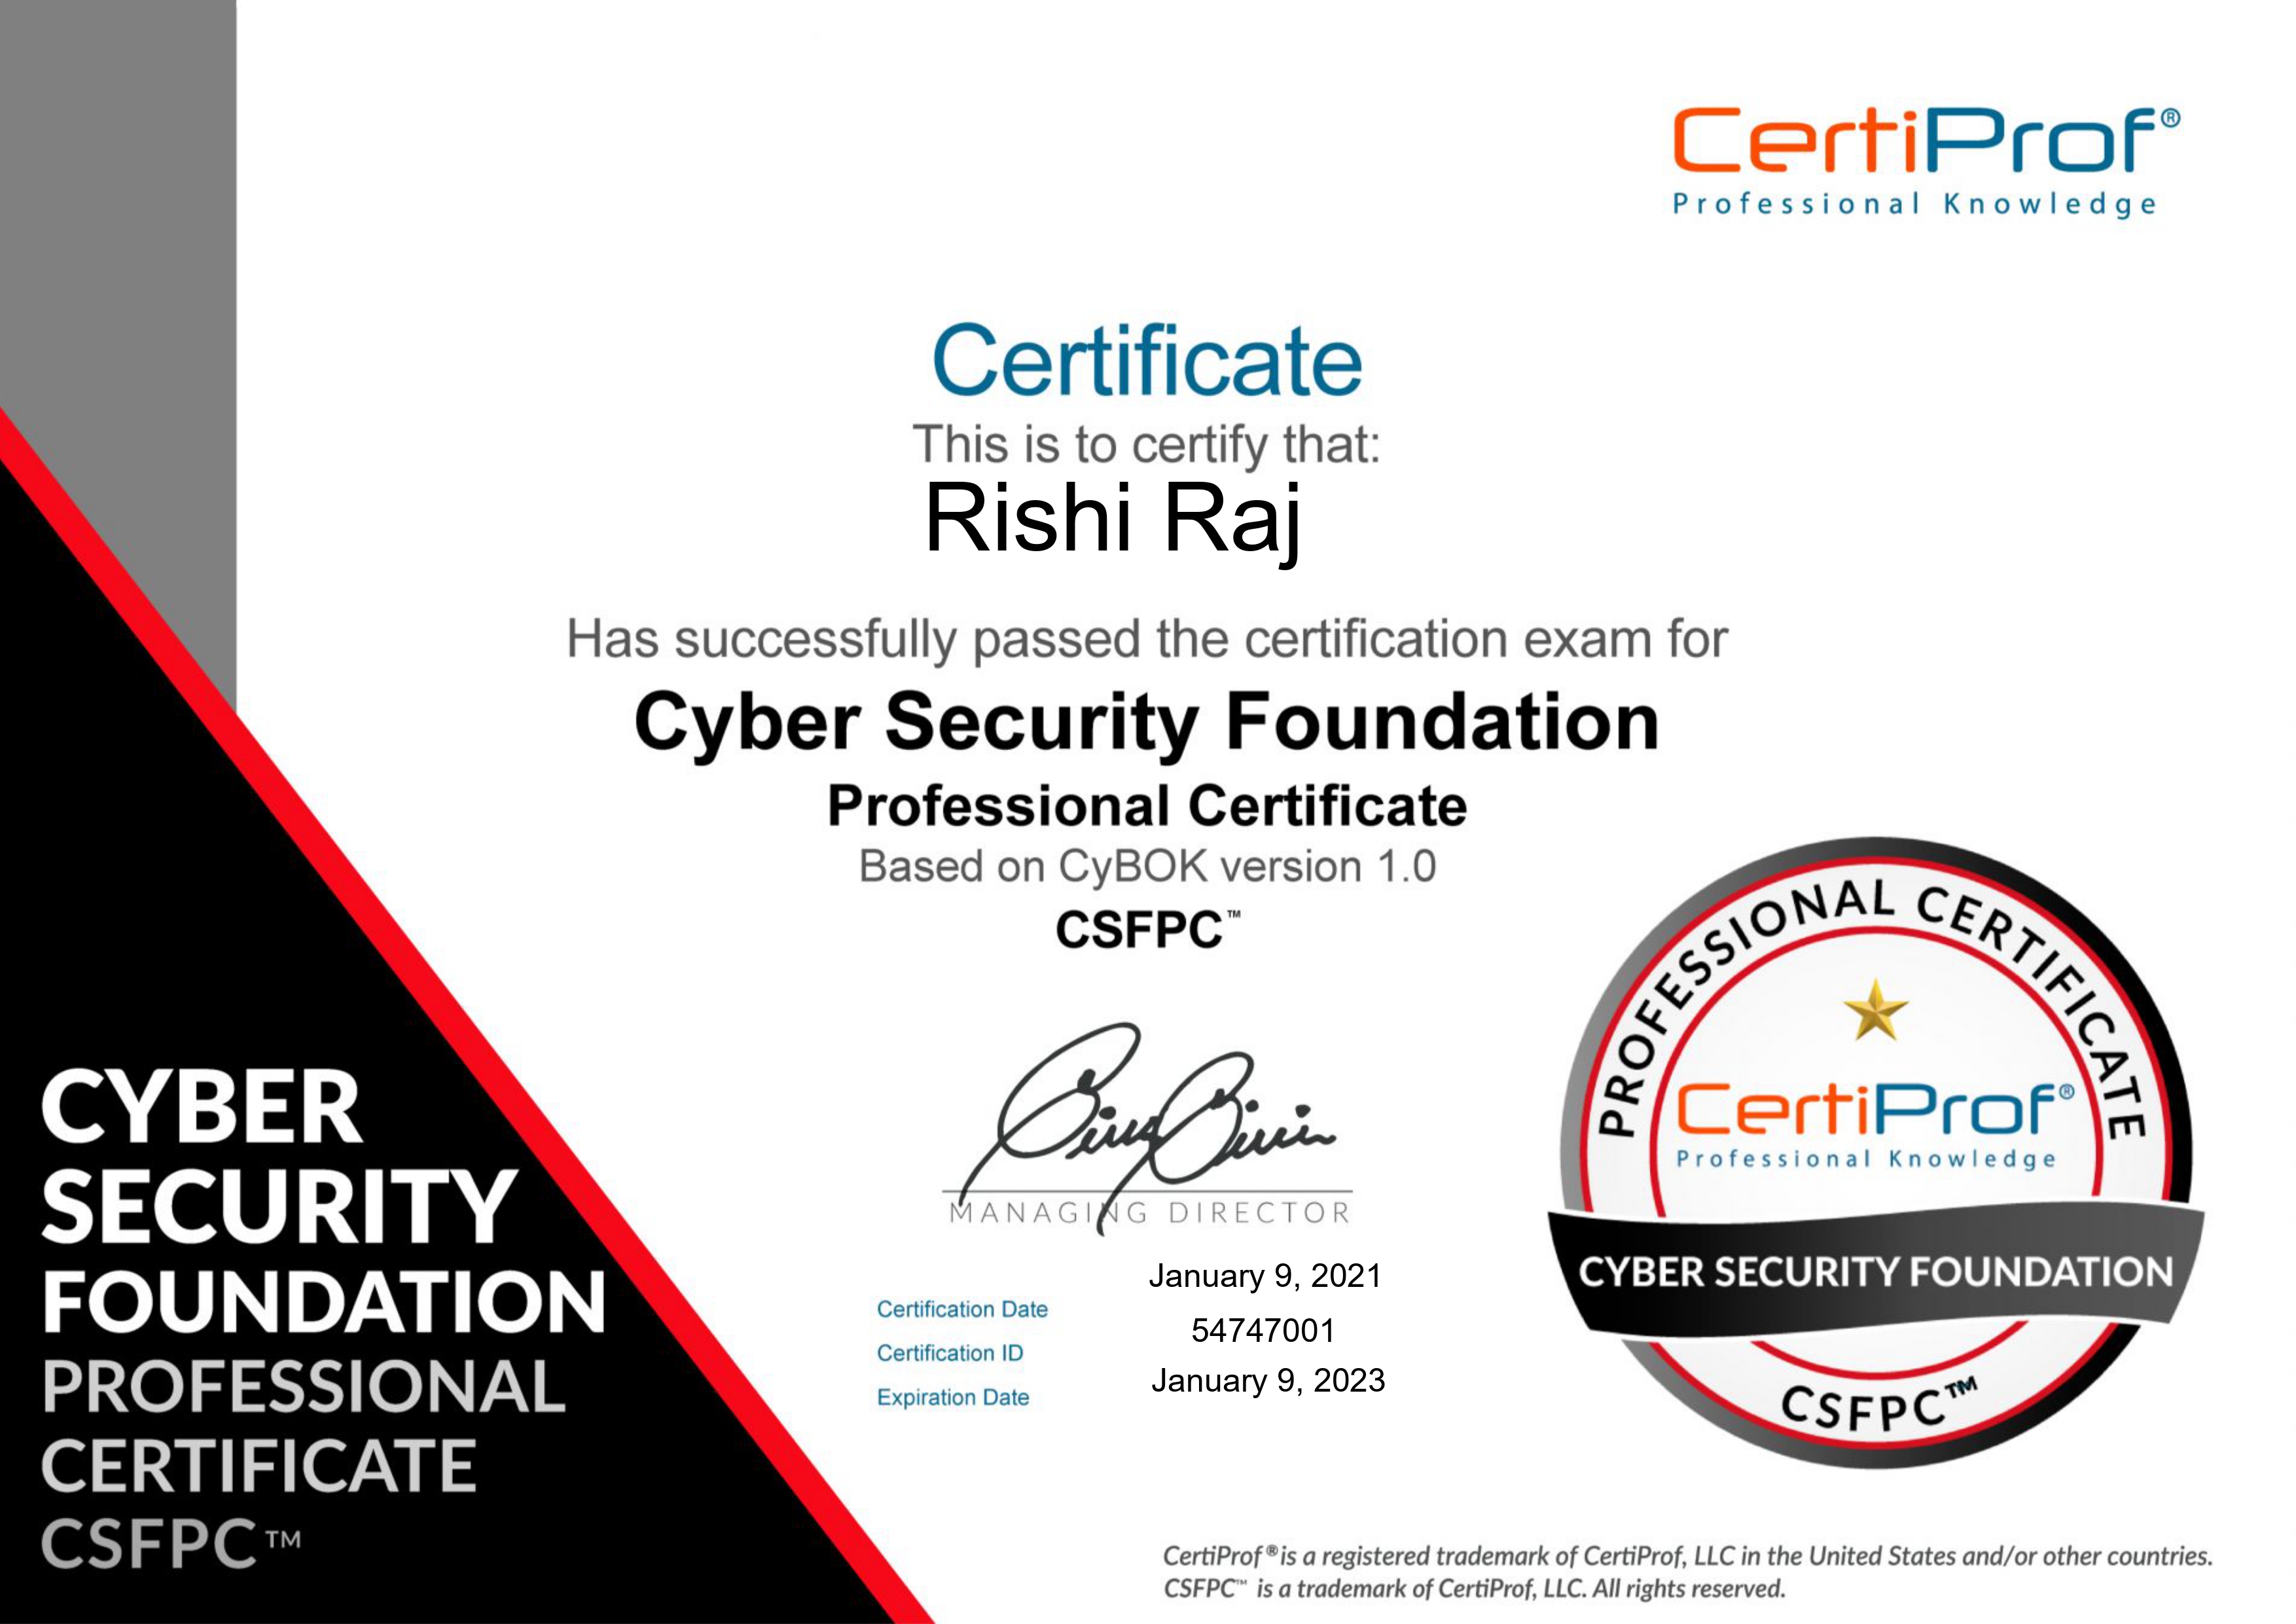 CertiProf®
Professional Knowledge
Certificate
This is to certify that:
Rishi Raj
Has successfully passed the certification exam for
Cyber Security Foundation
Professional Certificate
Based on CyBOK version 1.0
CSFPC™
MANAGING DIRECTOR
Certification Date January 9, 2021
Certification ID 54747001
Expiration Date January 9, 2023
CYBER
SECURITY
FOUNDATION
PROFESSIONAL
CERTIFICATE
CSFPC™
PROFESSIONAL CERTIFICATE
CertiProf®
Professional Knowledge
CYBER SECURITY FOUNDATION
CSFPC™
CertiProf® is a registered trademark of CertiProf, LLC in the United States and/or other countries.
CSFPC™ is a trademark of CertiProf, LLC. All rights reserved.